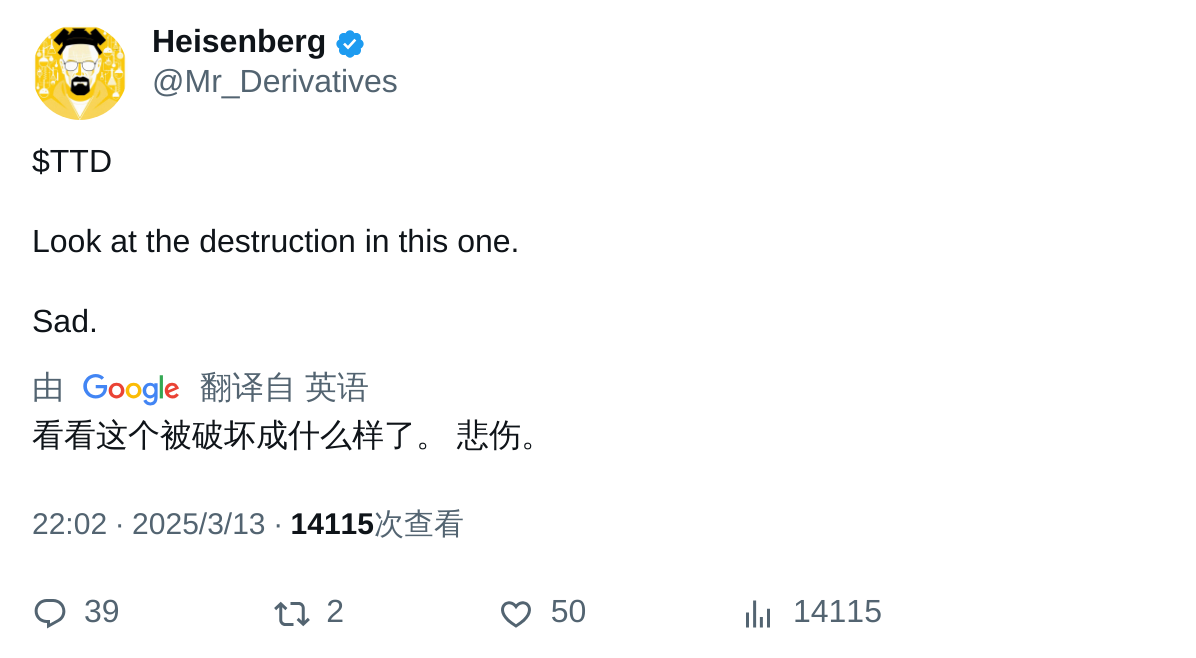 Heisenberg
@Mr_Derivatives
$TTD
Look at the destruction in this one.
Sad.
由 Google 翻译自 英语
看看这个被破坏成什么样了。 悲伤。
22:02 · 2025/3/13 · 14115次查看
39 2 50 14115